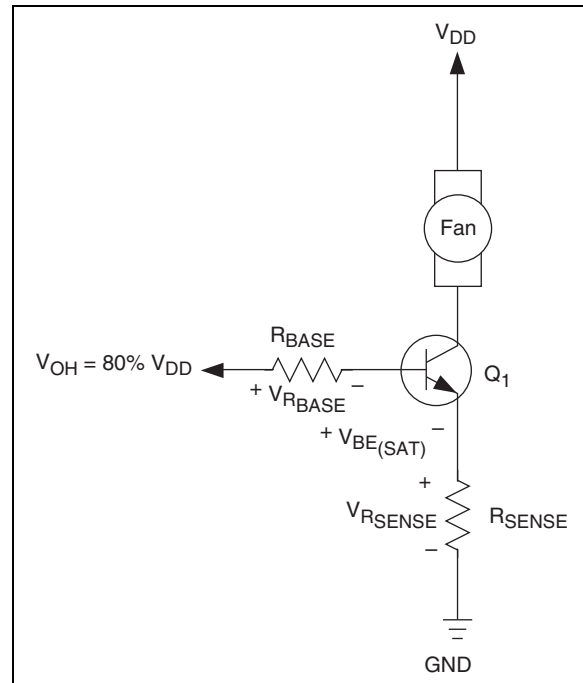 VDD
Fan
RBASE
VOH = 80% VDD
+ VRBASE –
Q1
+ VBE(SAT) –
+
VRSENSE
RSENSE
–
GND